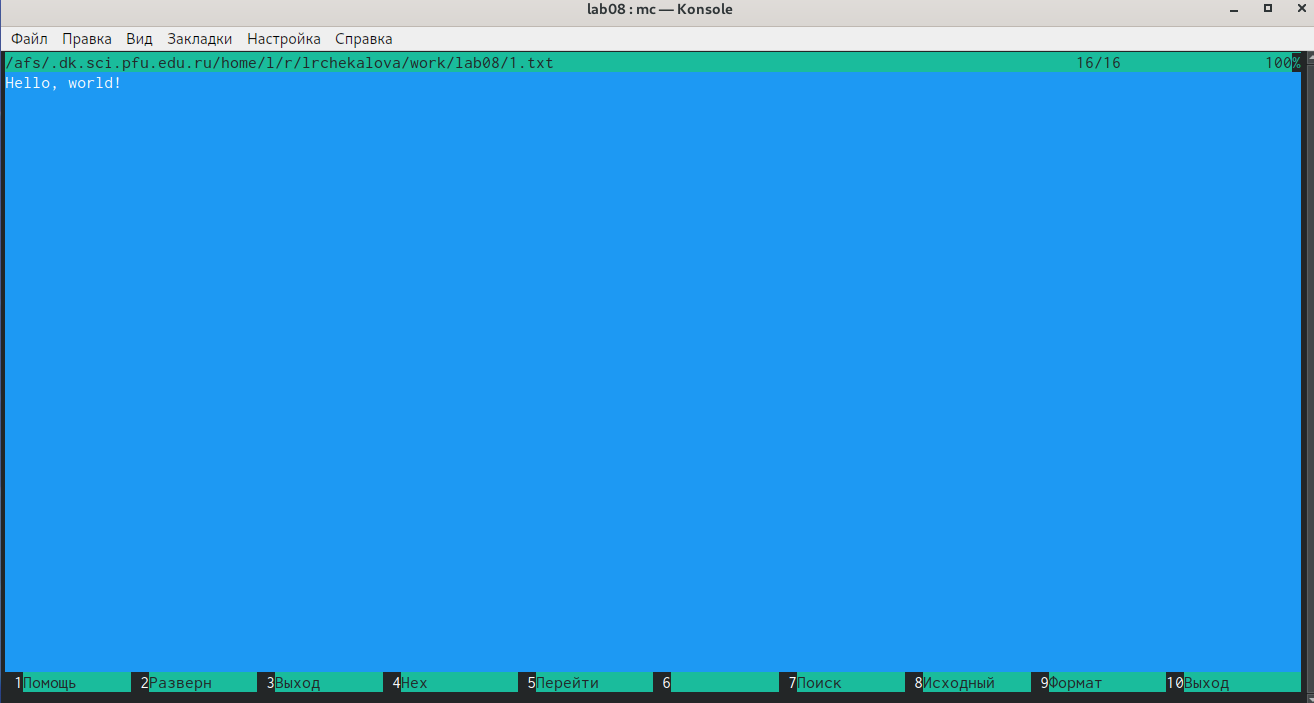 lab08 : mc — Konsole
Файл Правка Вид Закладки Настройка Справка
/afs/.dk.sci.pfu.edu.ru/home/l/r/lrchekalova/work/lab08/1.txt 16/16 100%
Hello, world!
1Помощь 2Разверн 3Выход 4Hex 5Перейти 6 7Поиск 8Исходный 9Формат 10Выход